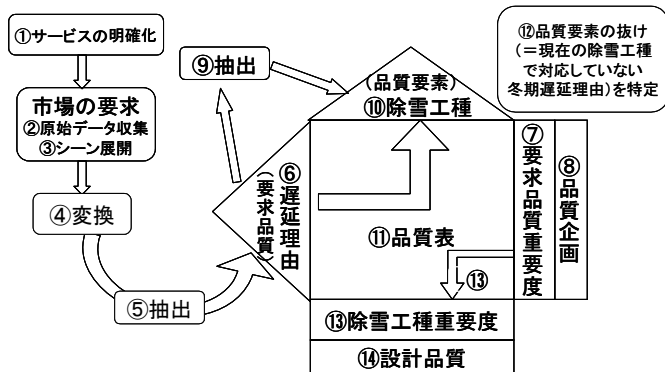 ①サービスの明確化
市場の要求
②原始データ収集
③シーン展開
④変換
⑤抽出
⑨抽出
⑥遅延理由
(要求品質)
(品質要素)
⑩除雪工種
⑪品質表
⑦要求品質重要度
⑧品質企画
⑬
⑬除雪工種重要度
⑭設計品質
⑫品質要素の抜け
(=現在の除雪工種
で対応していない
冬期遅延理由)を特定